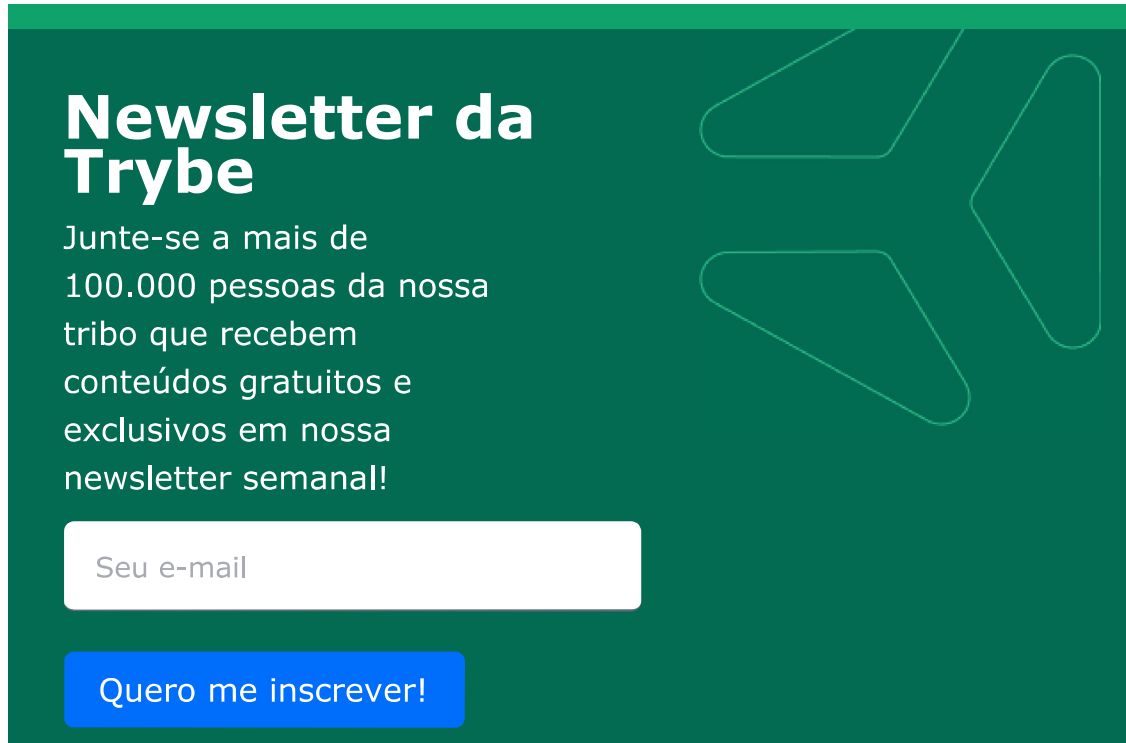 Newsletter da
Trybe
Junte-se a mais de
100.000 pessoas da nossa
tribo que recebem
conteúdos gratuitos e
exclusivos em nossa
newsletter semanal!
Seu e-mail
Quero me inscrever!